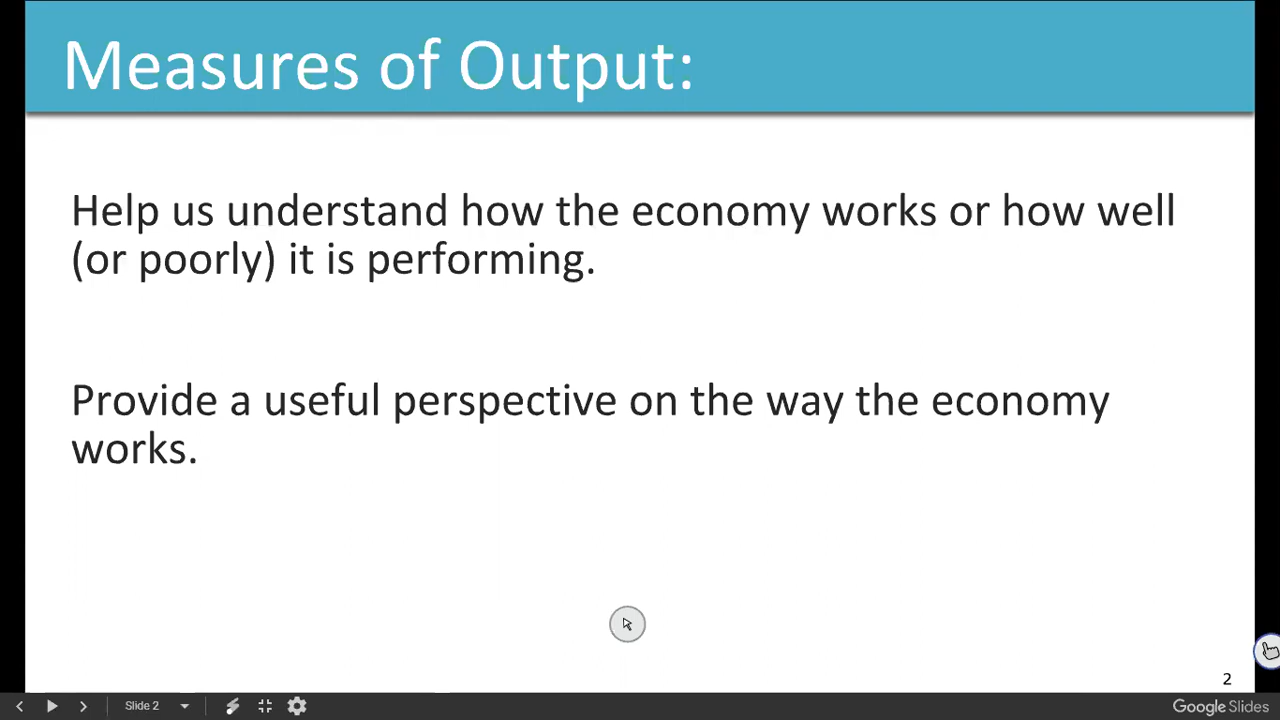 Measures of Output:
Help us understand how the economy works or how well
(or poorly) it is performing.
Provide a useful perspective on the way the economy
works.
2
Slide 2
Google Slides